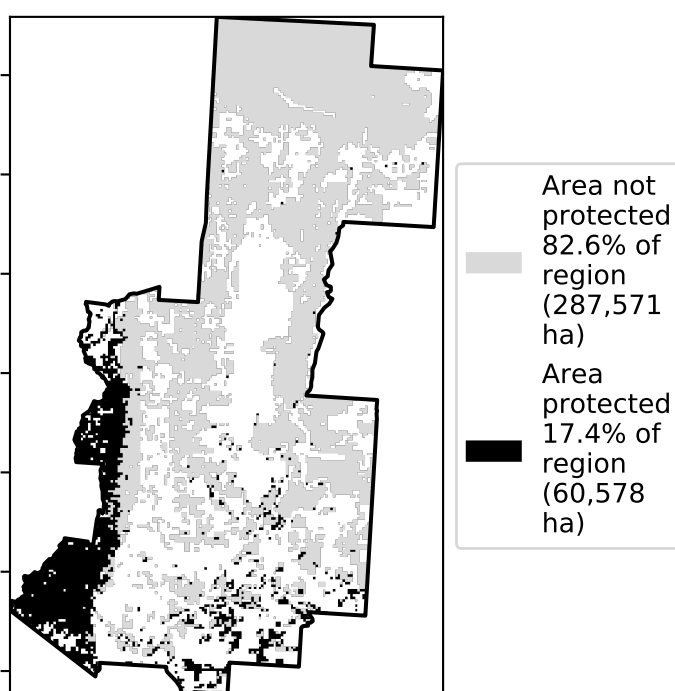 Area not
protected
82.6% of
region
(287,571
ha)
Area
protected
17.4% of
region
(60,578
ha)